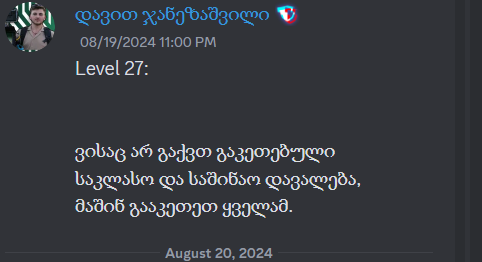 დავით ჯანეზაშვილი
08/19/2024 11:00 PM
Level 27:
ვისაც არ გაქვთ გაკეთებული
საკლასო და საშინაო დავალება,
მაშინ გააკეთეთ ყველამ.
August 20, 2024